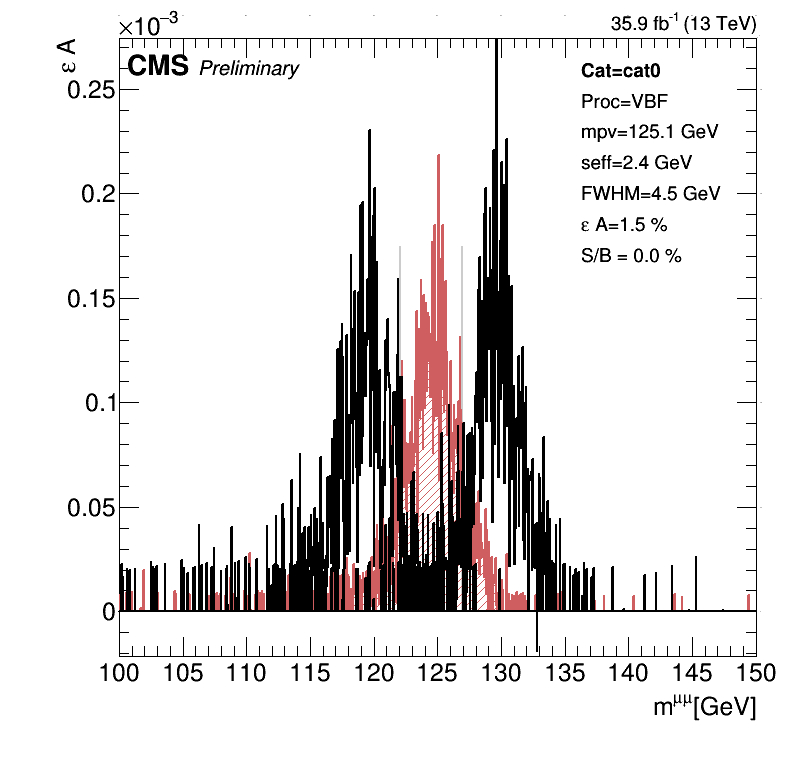 ×10⁻³
35.9 fb⁻¹ (13 TeV)
ε A
CMS Preliminary
Cat=cat0
Proc=VBF
mpv=125.1 GeV
seff=2.4 GeV
FWHM=4.5 GeV
ε A=1.5 %
S/B = 0.0 %
0.25
0.2
0.15
0.1
0.05
0
100 105 110 115 120 125 130 135 140 145 150
m^μμ[GeV]